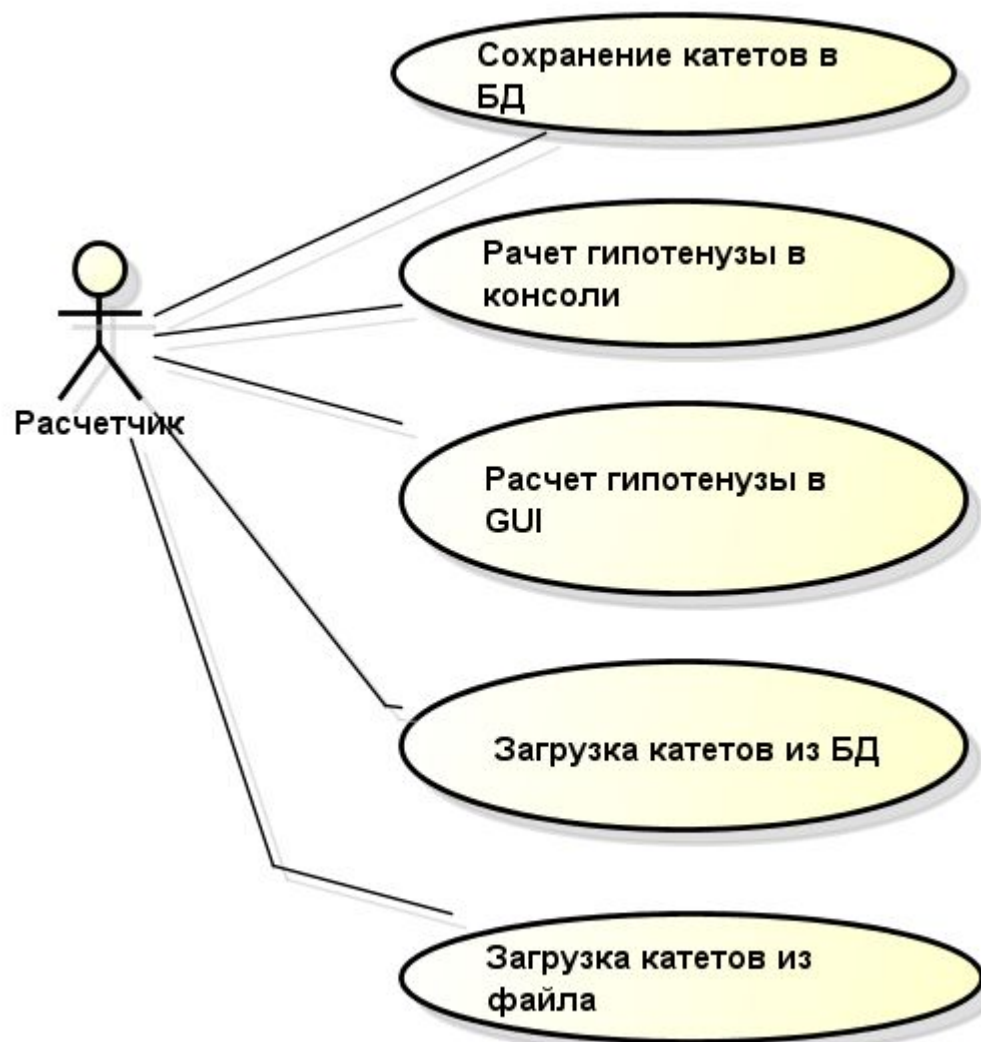 Сохранение катетов в
БД
Рачет гипотенузы в
консоли
Расчетчик
Расчет гипотенузы в
GUI
Загрузка катетов из БД
Загрузка катетов из
файла